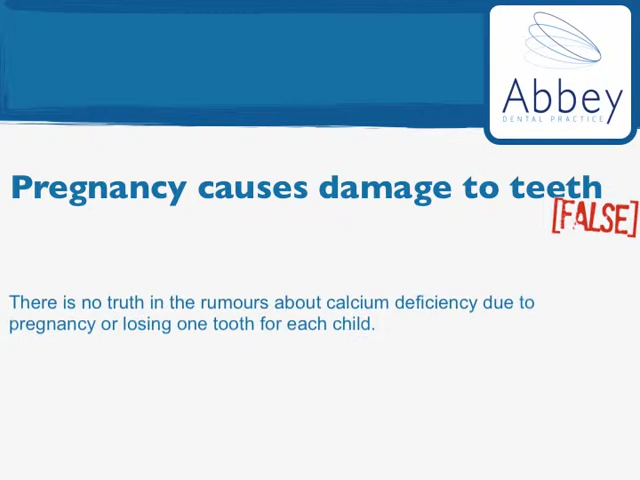 Abbey
DENTAL PRACTICE
Pregnancy causes damage to teeth
[FALSE]
There is no truth in the rumours about calcium deficiency due to
pregnancy or losing one tooth for each child.